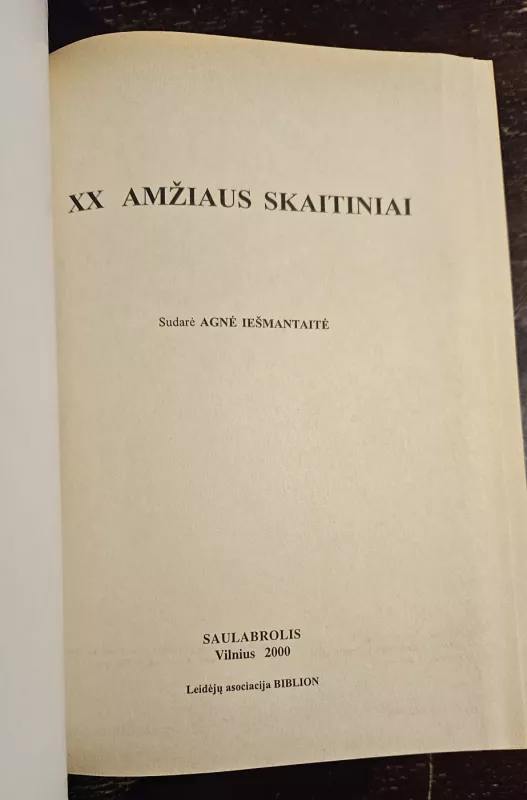 XX AMŽIAUS SKAITINIAI
Sudarė AGNĖ IEŠMANTAITĖ
SAULABROLIS
Vilnius 2000
Leidėjų asociacija BIBLION